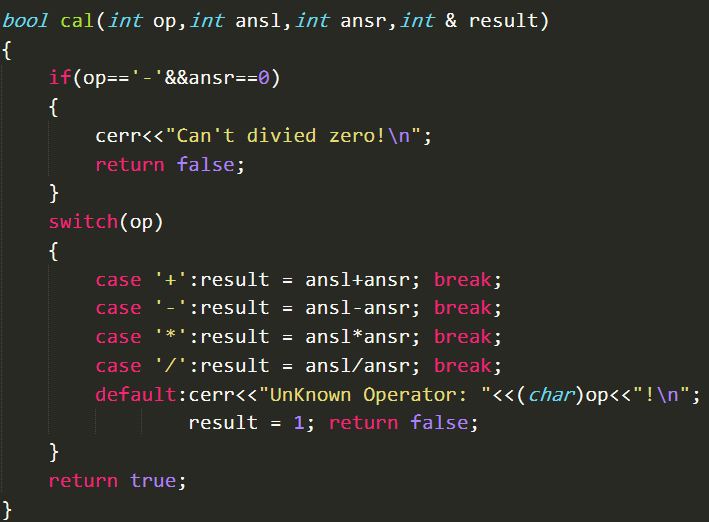 bool cal(int op,int ansl,int ansr,int & result)
{
    if(op=='-'&&ansr==0)
    {
        cerr<<"Can't divied zero!\n";
        return false;
    }
    switch(op)
    {
        case '+':result = ansl+ansr; break;
        case '-':result = ansl-ansr; break;
        case '*':result = ansl*ansr; break;
        case '/':result = ansl/ansr; break;
        default:cerr<<"UnKnown Operator: "<<(char)op<<"!\n";
                result = 1; return false;
    }
    return true;
}